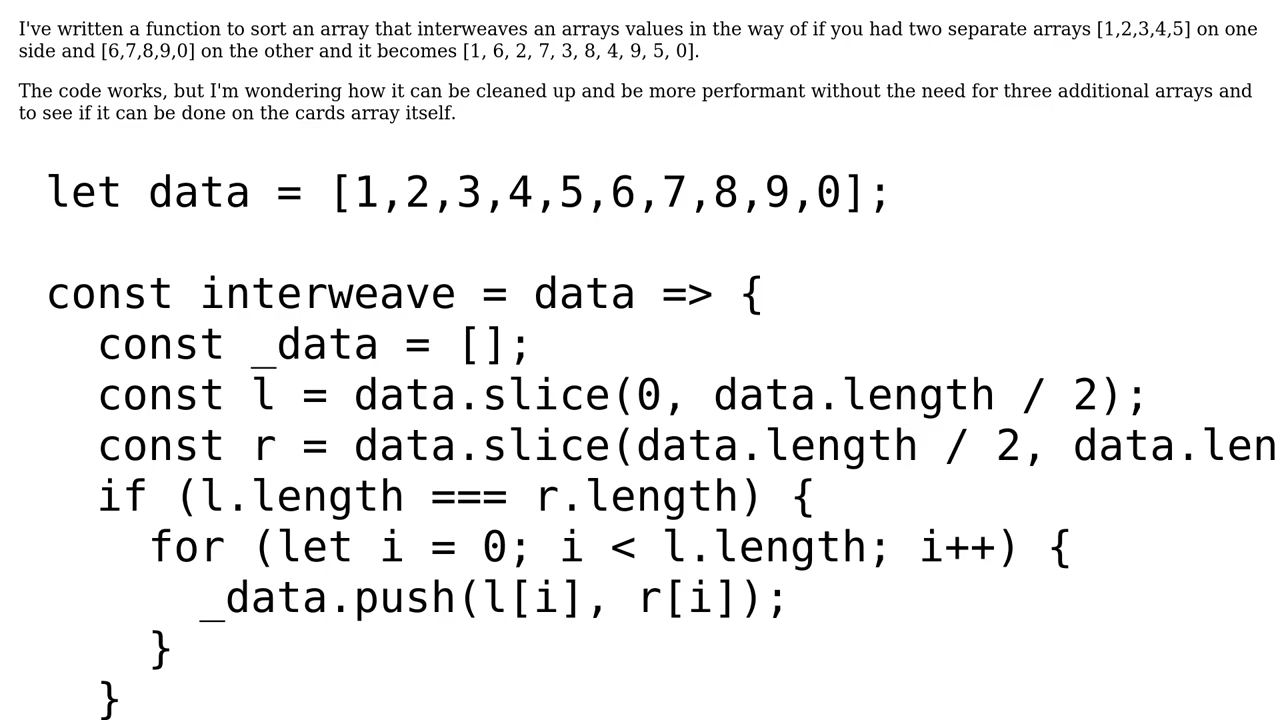 I've written a function to sort an array that interweaves an arrays values in the way of if you had two separate arrays [1,2,3,4,5] on one
side and [6,7,8,9,0] on the other and it becomes [1, 6, 2, 7, 3, 8, 4, 9, 5, 0].
The code works, but I'm wondering how it can be cleaned up and be more performant without the need for three additional arrays and
to see if it can be done on the cards array itself.
let data = [1,2,3,4,5,6,7,8,9,0];
const interweave = data => {
const _data = [];
const l = data.slice(0, data.length / 2);
const r = data.slice(data.length / 2, data.len
if (l.length === r.length) {
for (let i = 0; i < l.length; i++) {
_data.push(l[i], r[i]);
}
}